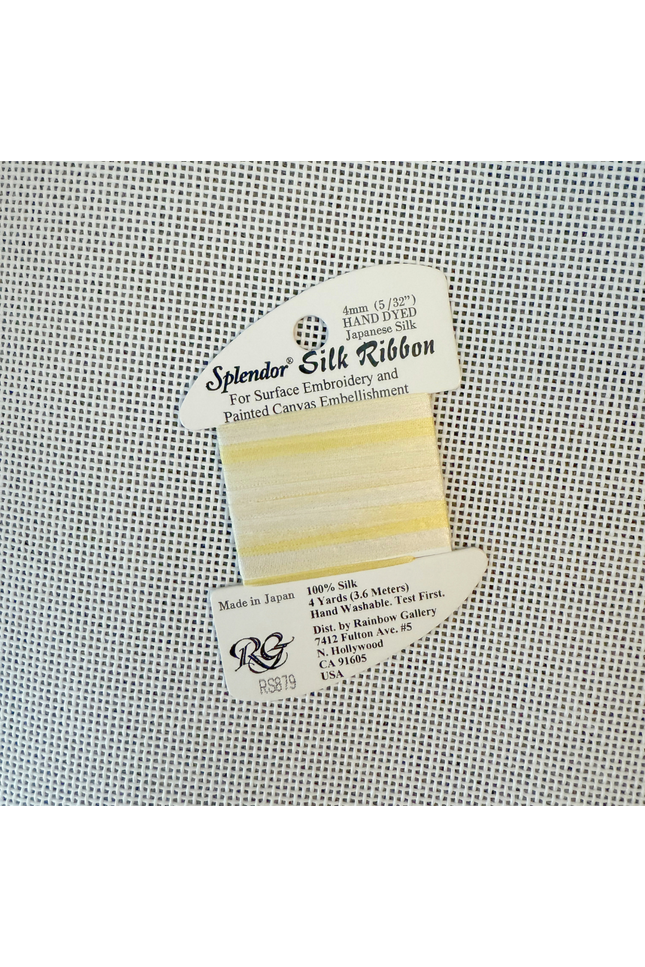 4mm (5/32")
HAND DYED
Japanese Silk
Splendor® Silk Ribbon
For Surface Embroidery and
Painted Canvas Embellishment
Made in Japan
100% Silk
4 Yards (3.6 Meters)
Hand Washable. Test First.
Dist. by Rainbow Gallery
7412 Fulton Ave. #5
N. Hollywood
CA 91605
USA
RG
RS879